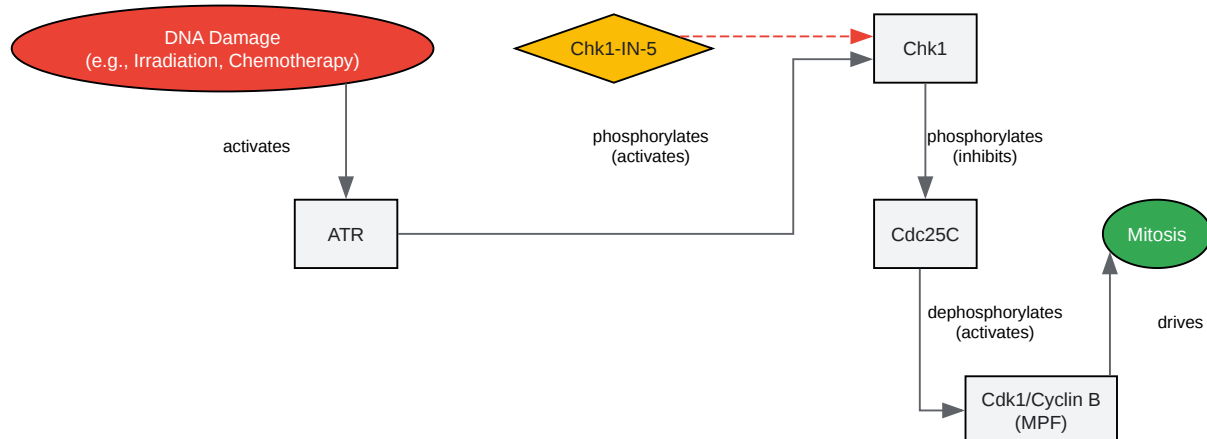 DNA Damage
(e.g., Irradiation, Chemotherapy)
Chk1-IN-5
Chk1
activates
phosphorylates
(activates)
phosphorylates
(inhibits)
ATR
Cdc25C
Mitosis
dephosphorylates
(activates)
drives
Cdk1/Cyclin B
(MPF)